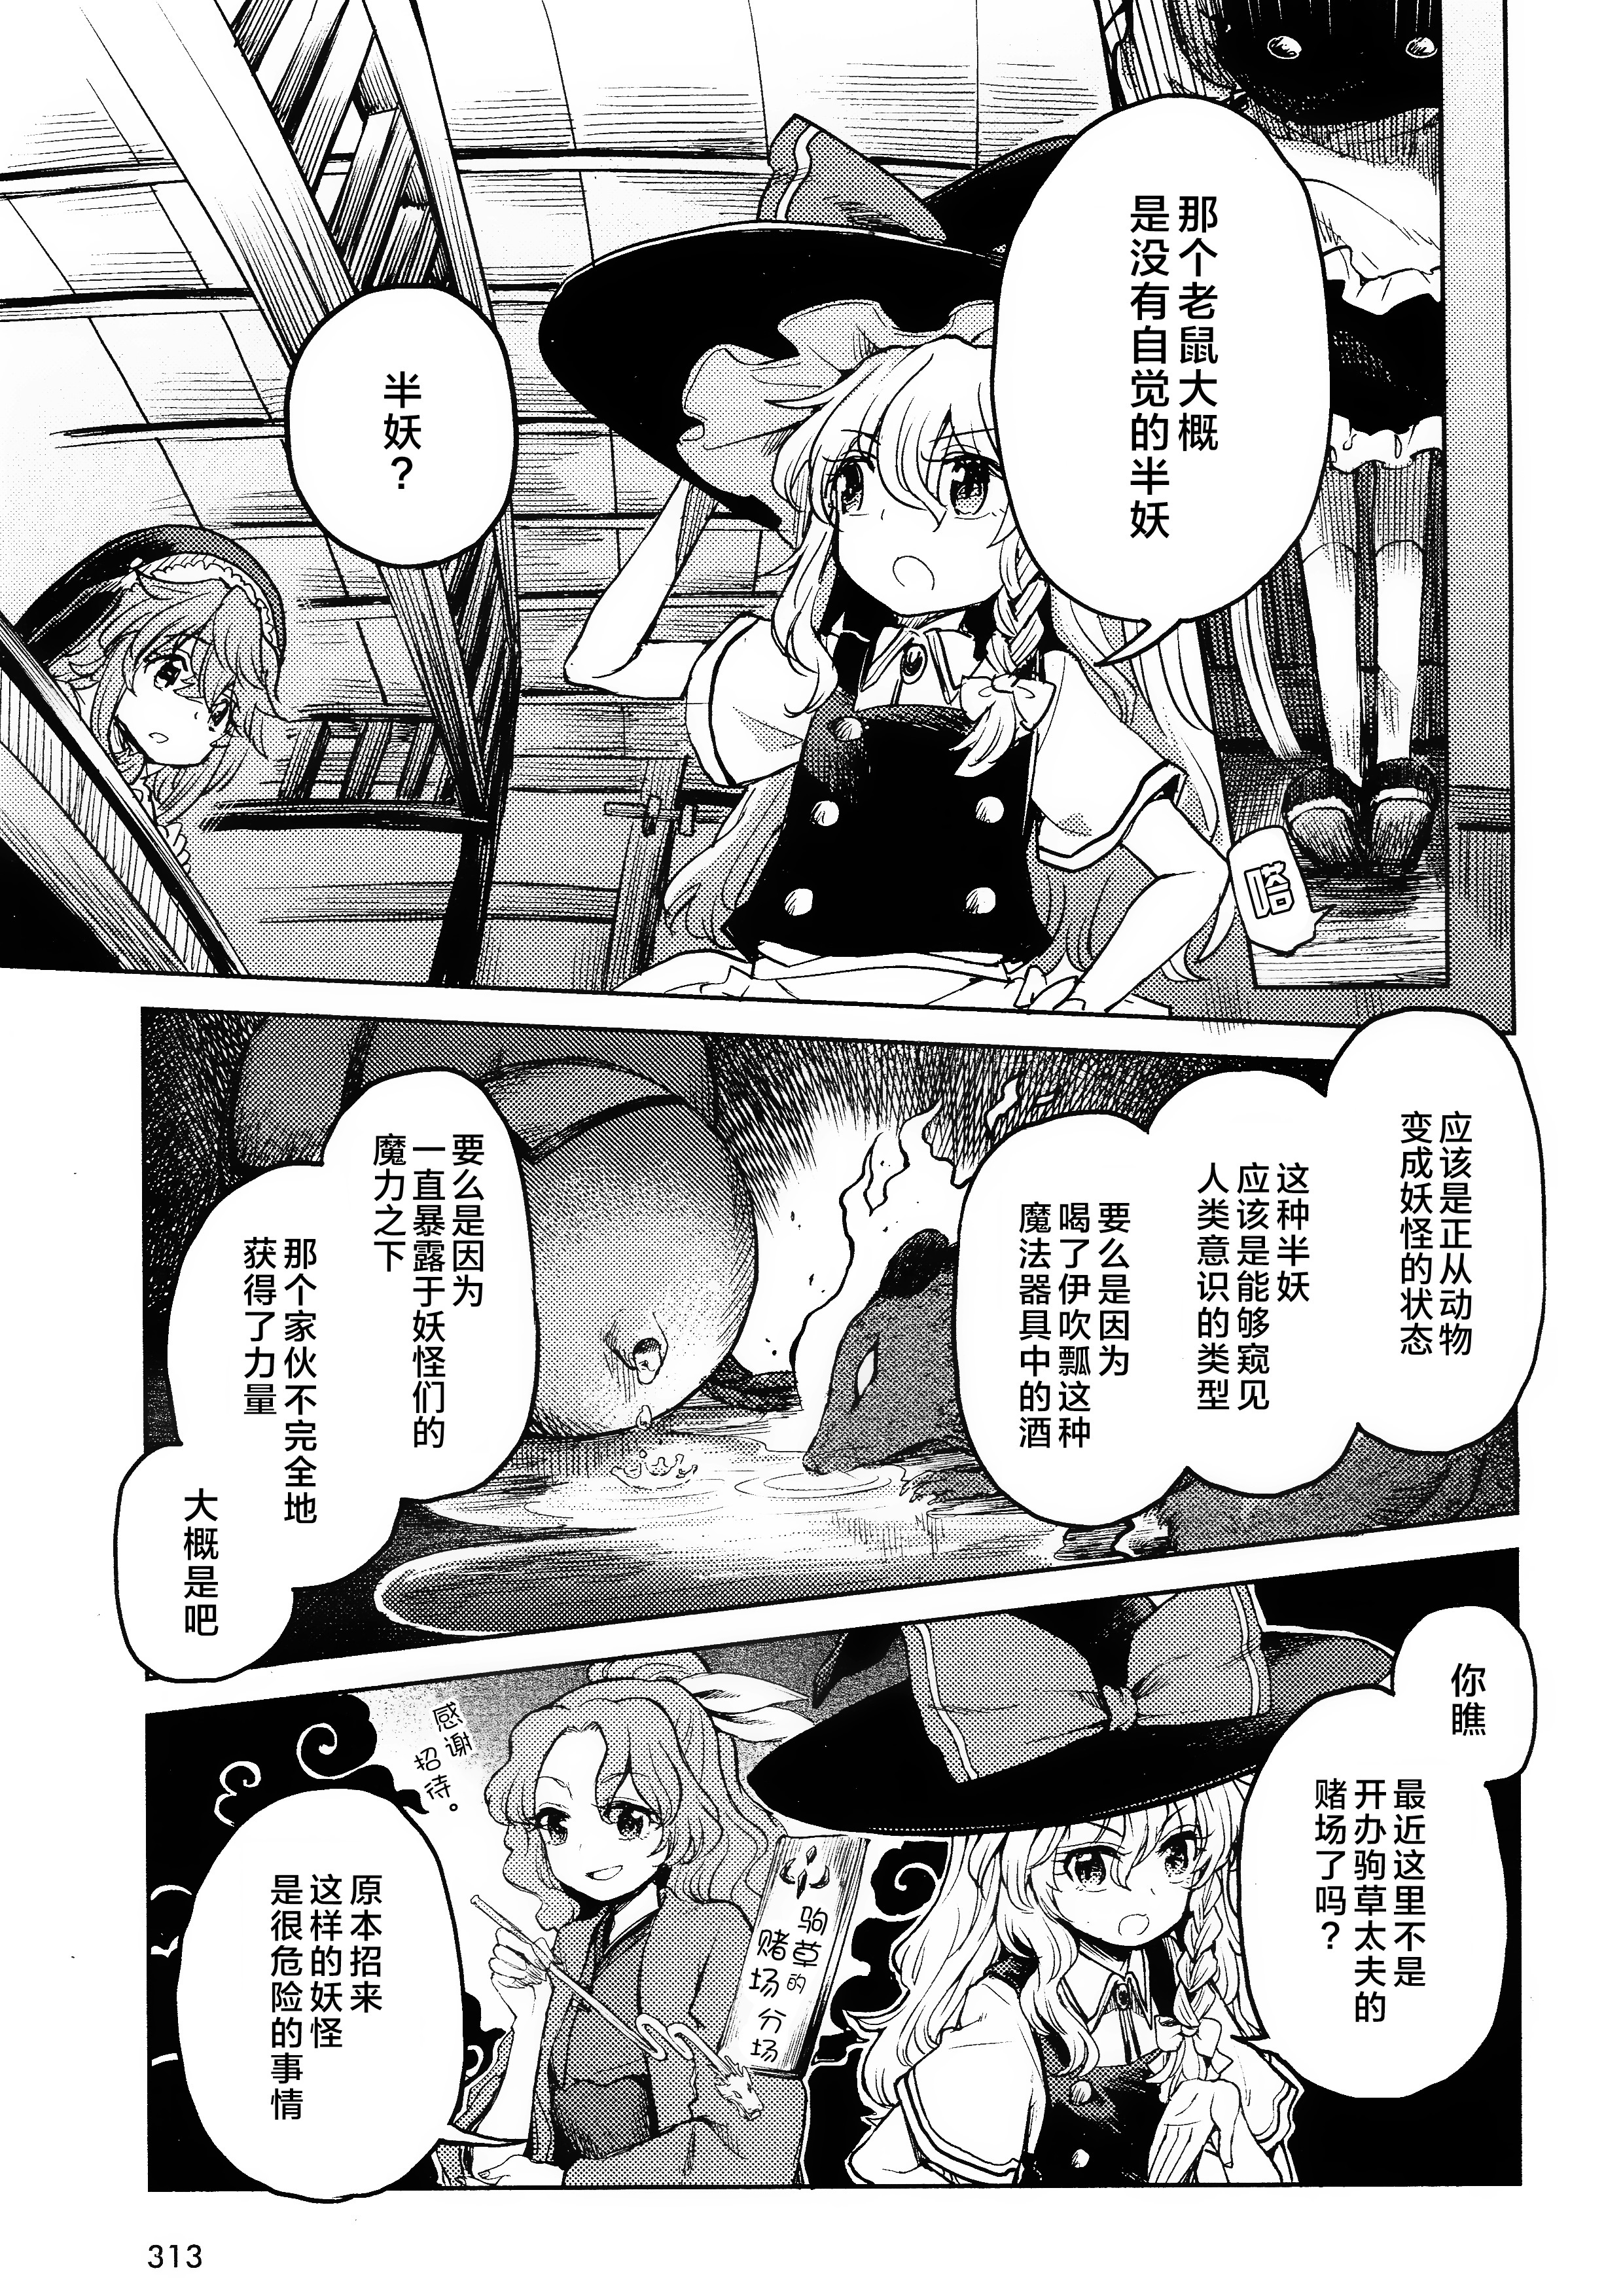 嗒
那个老鼠大概
是没有自觉的半妖
半妖？
应该是正从动物
变成妖怪的状态
这种半妖
应该是能够窥见
人类意识的类型
要么是因为
喝了伊吹瓢这种
魔法器具中的酒
要么是因为
一直暴露于妖怪们的
魔力之下
那个家伙不完全地
获得了力量
大概是吧
你瞧
最近这里不是
开办驹草太夫的
赌场了吗？
驹草的
赌场分场
感谢
招待。
原本招来
这样的妖怪
是很危险的事情
313